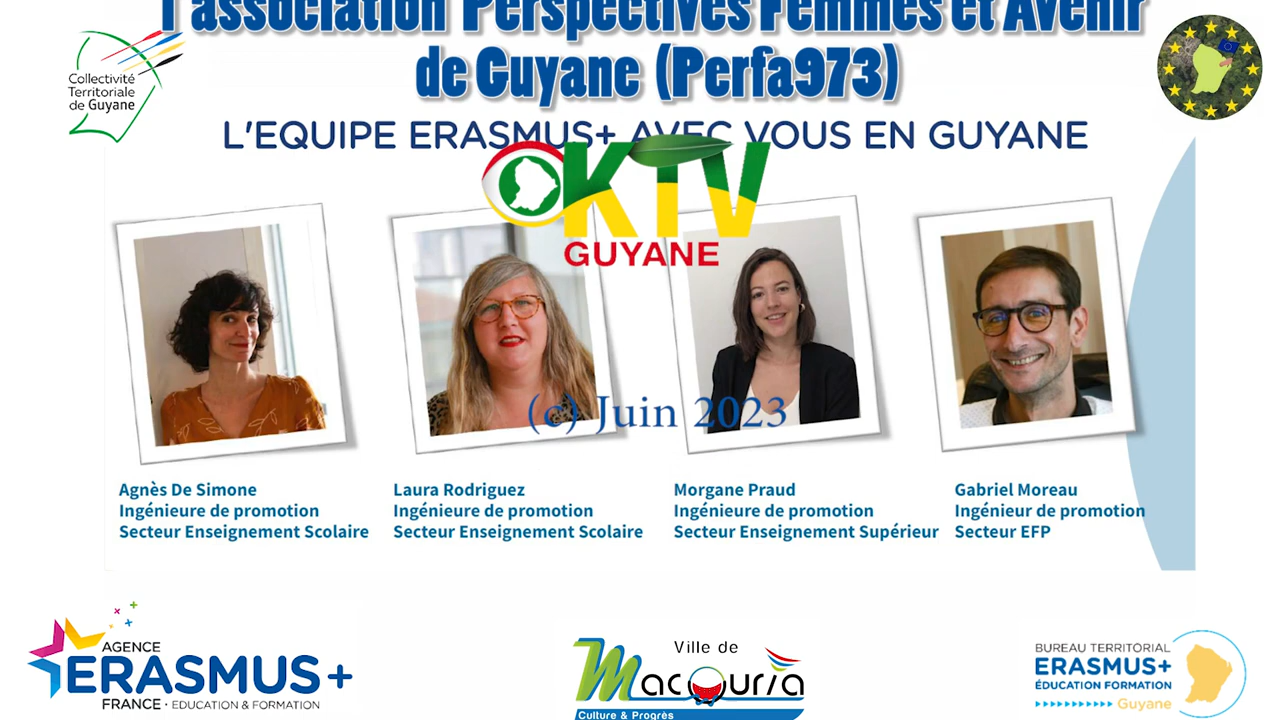 l'association Perspectives Femmes et Avenir
de Guyane (Perfa973)
Collectivité
Territoriale
de Guyane
L'EQUIPE ERASMUS+ AVEC VOUS EN GUYANE
KTV
GUYANE
(c) Juin 2023
Agnès De Simone
Ingénieure de promotion
Secteur Enseignement Scolaire
Laura Rodriguez
Ingénieure de promotion
Secteur Enseignement Scolaire
Morgane Praud
Ingénieure de promotion
Secteur Enseignement Supérieur
Gabriel Moreau
Ingénieur de promotion
Secteur EFP
AGENCE
ERASMUS+
FRANCE · EDUCATION & FORMATION
Ville de
Macouria
Culture & Progrès
BUREAU TERRITORIAL
ERASMUS+
ÉDUCATION FORMATION
Guyane